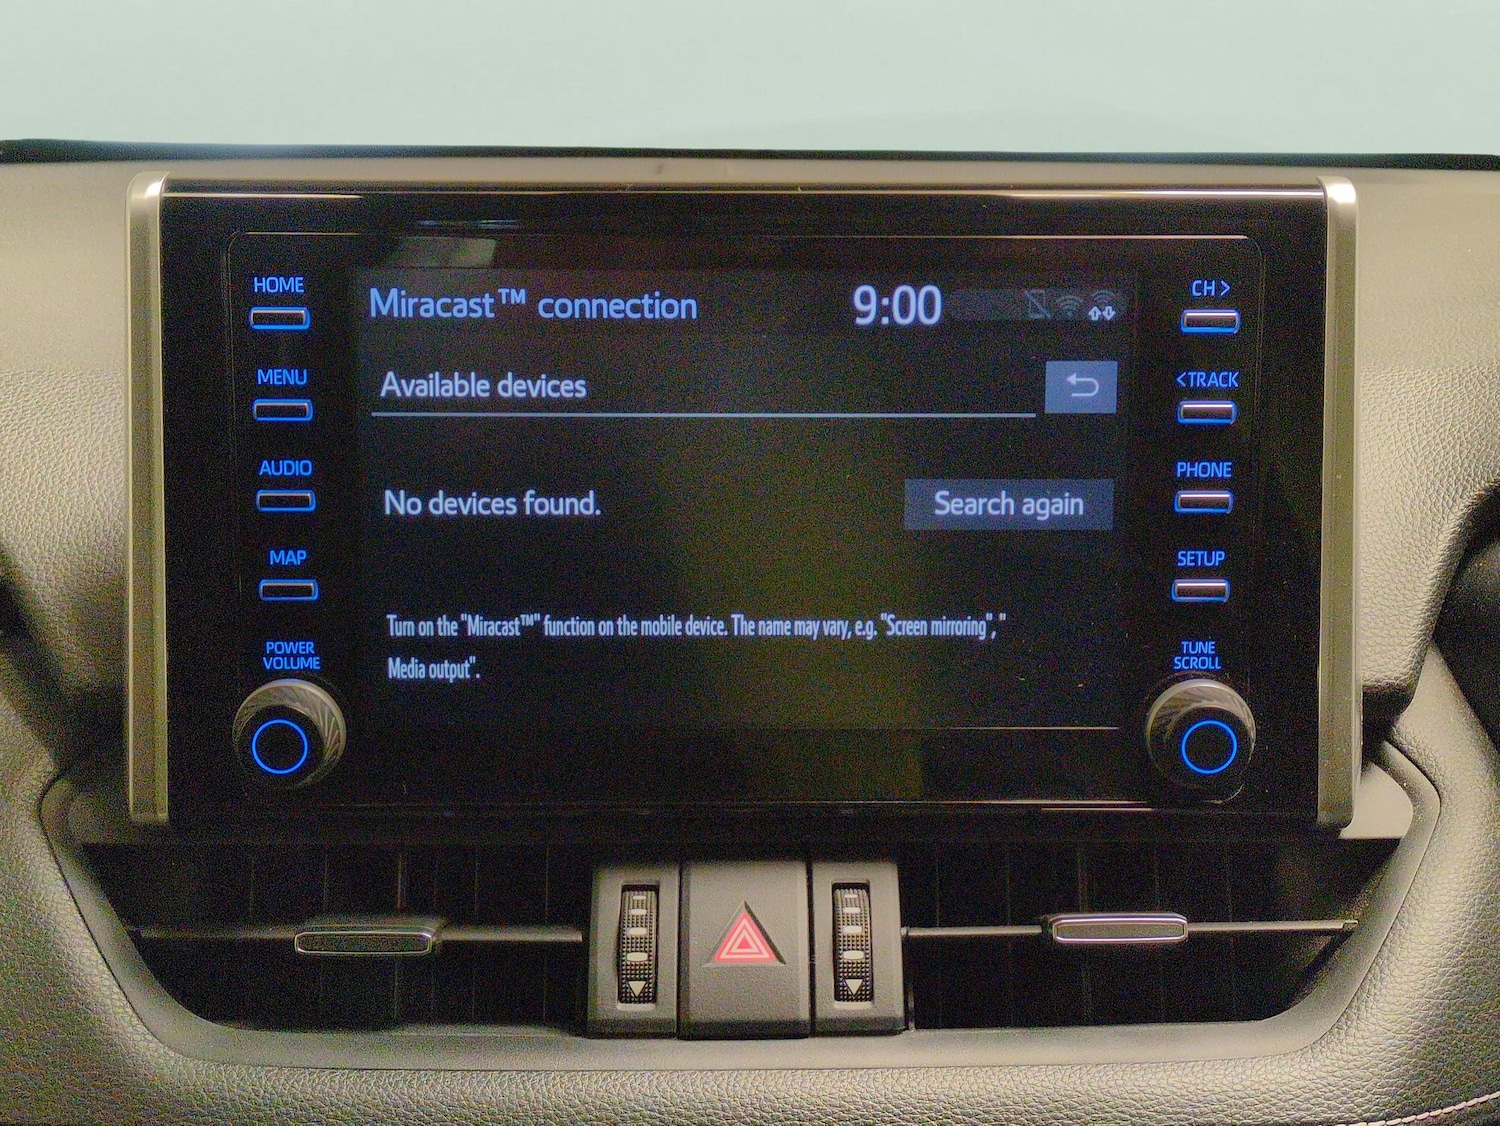 HOME
MENU
AUDIO
MAP
POWER
VOLUME
Miracast™ connection
9:00
Available devices
No devices found.
Search again
Turn on the "Miracast™" function on the mobile device. The name may vary, e.g. "Screen mirroring", "
Media output".
CH >
<TRACK
PHONE
SETUP
TUNE
SCROLL